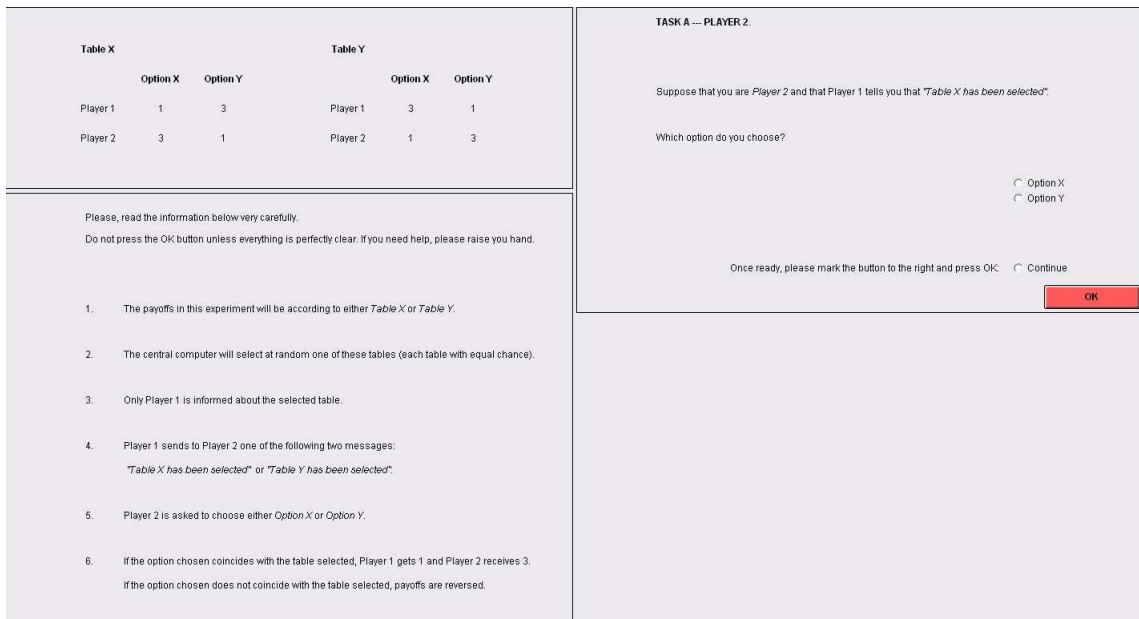 Table X Table Y
Option X Option Y Option X Option Y
Player 1 1 3 Player 1 3 1
Player 2 3 1 Player 2 1 3
Please, read the information below very carefully.
Do not press the OK button unless everything is perfectly clear. If you need help, please raise you hand.
1. The payoffs in this experiment will be according to either Table X or Table Y.
2. The central computer will select at random one of these tables (each table with equal chance).
3. Only Player 1 is informed about the selected table.
4. Player 1 sends to Player 2 one of the following two messages:
"Table X has been selected" or "Table Y has been selected".
5. Player 2 is asked to choose either Option X or Option Y.
6. If the option chosen coincides with the table selected, Player 1 gets 1 and Player 2 receives 3.
If the option chosen does not coincide with the table selected, payoffs are reversed.
TASK A --- PLAYER 2.
Suppose that you are Player 2 and that Player 1 tells you that "Table X has been selected".
Which option do you choose?
Option X
Option Y
Once ready, please mark the button to the right and press OK: Continue
OK